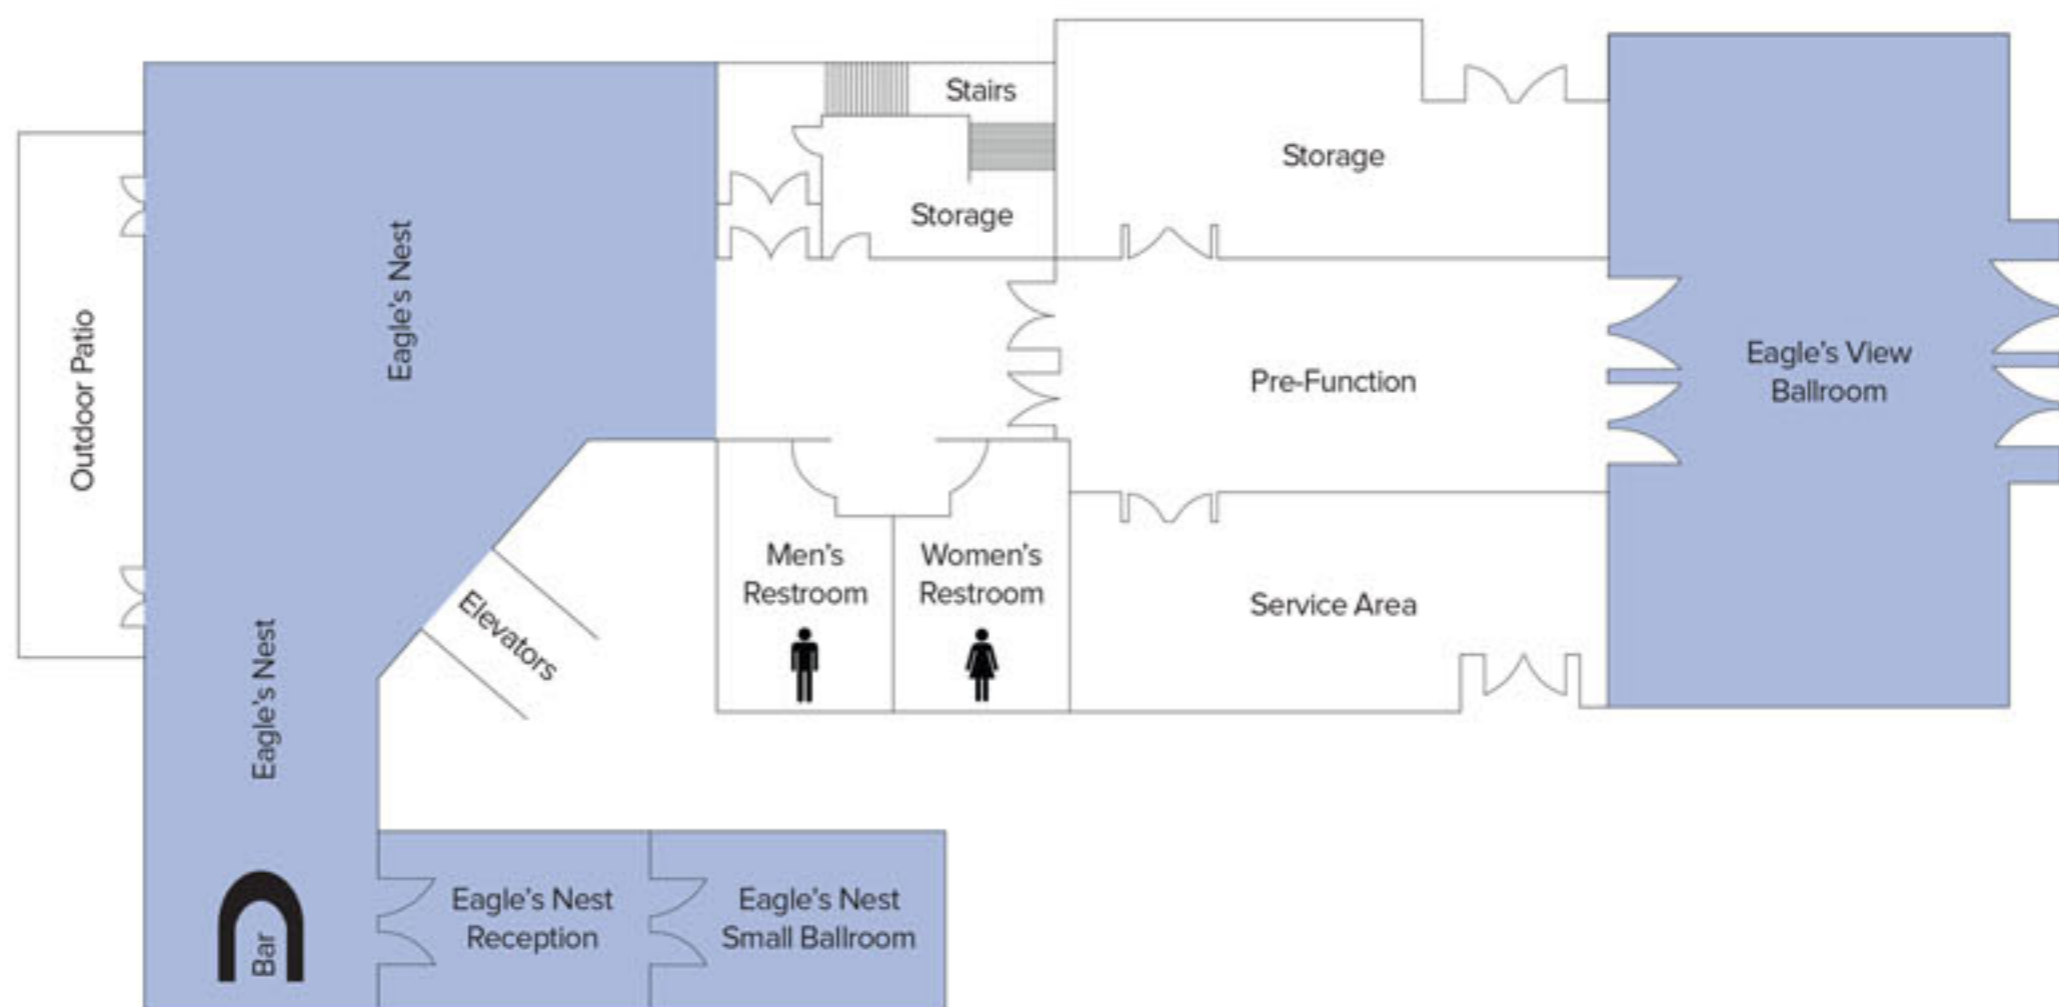 Stairs
Storage
Storage
Outdoor Patio
Eagle's Nest
Pre-Function
Eagle's View
Ballroom
Men's
Restroom
Women's
Restroom
Service Area
Elevators
Eagle's Nest
Bar
Eagle's Nest
Reception
Eagle's Nest
Small Ballroom